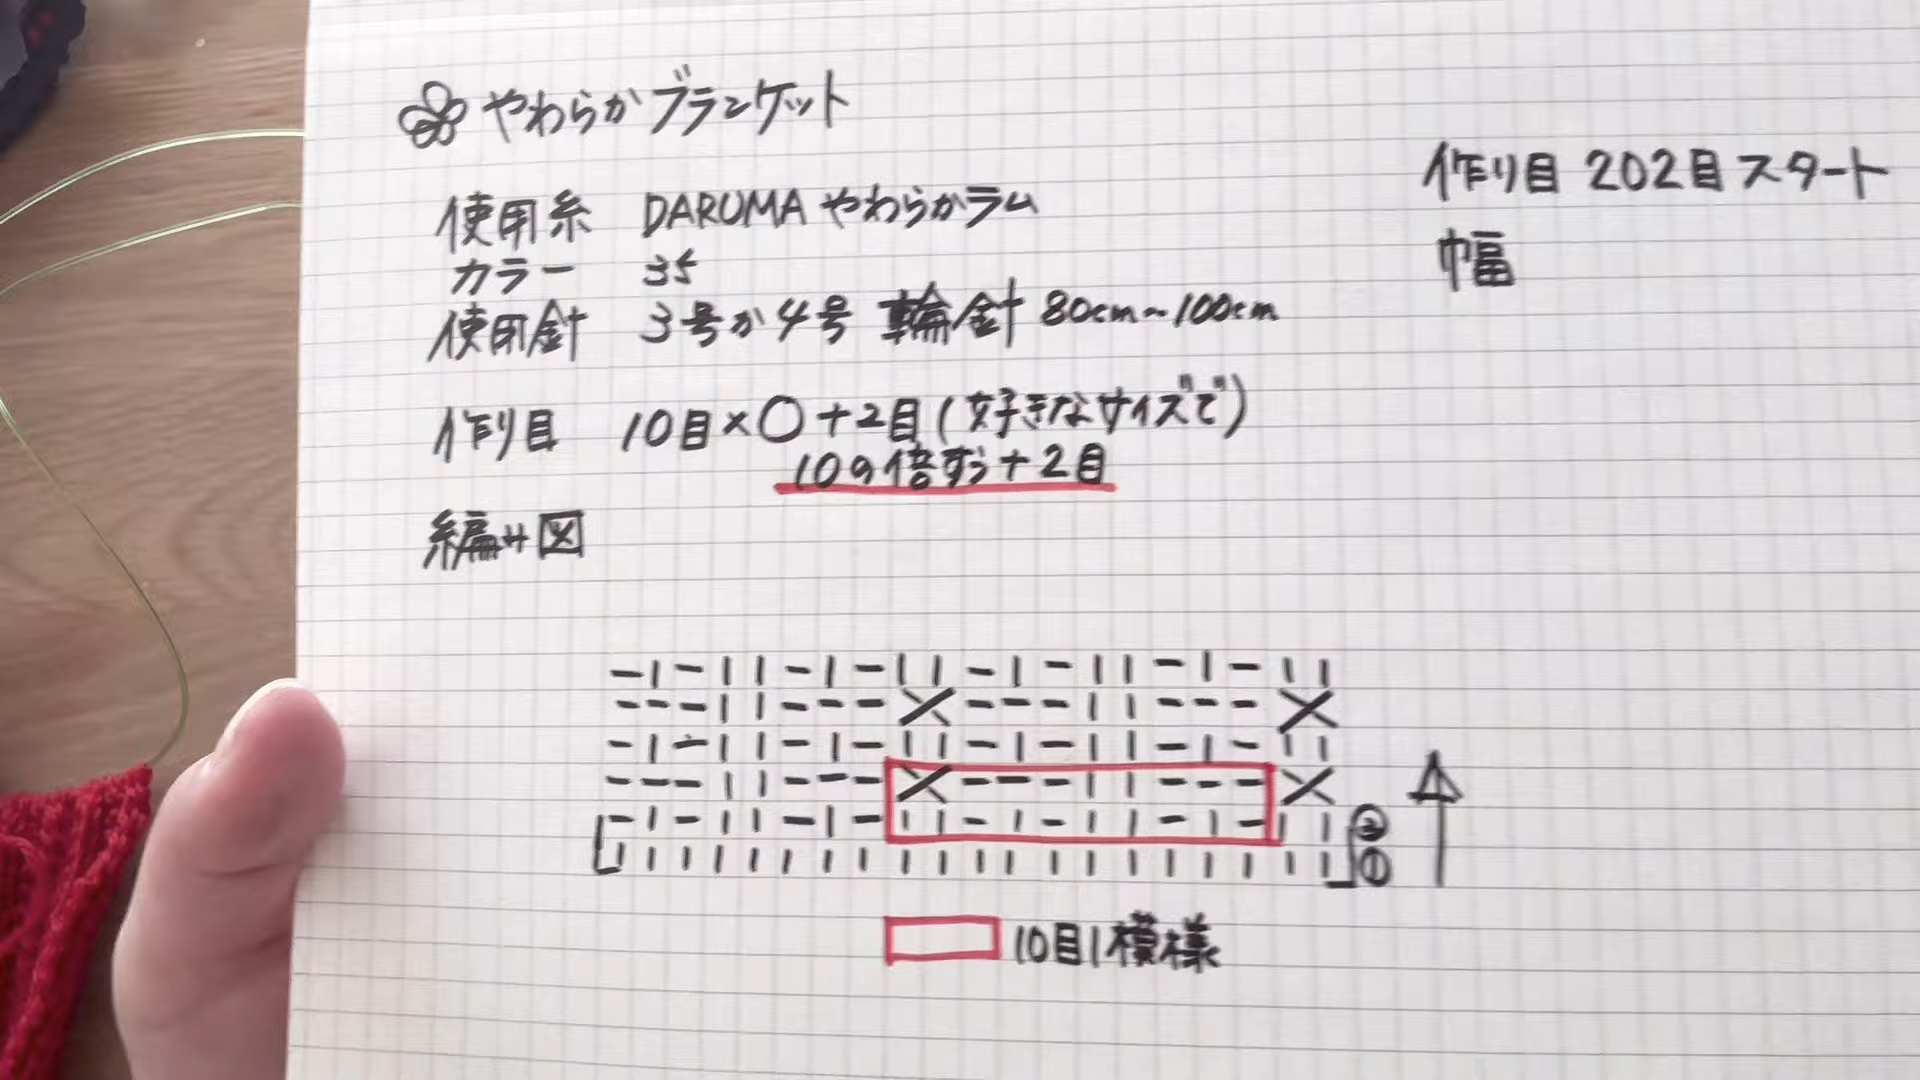 やわらかブランケット
使用糸 DARUMA やわらかラム
カラー 35
使用針 3号か4号 輪針 80cm~100cm
作り目 10目×〇+2目(好きなサイズで)
10の倍すう+2目
編み図
作り目 202目スタート
幅
②
①
10目1模様